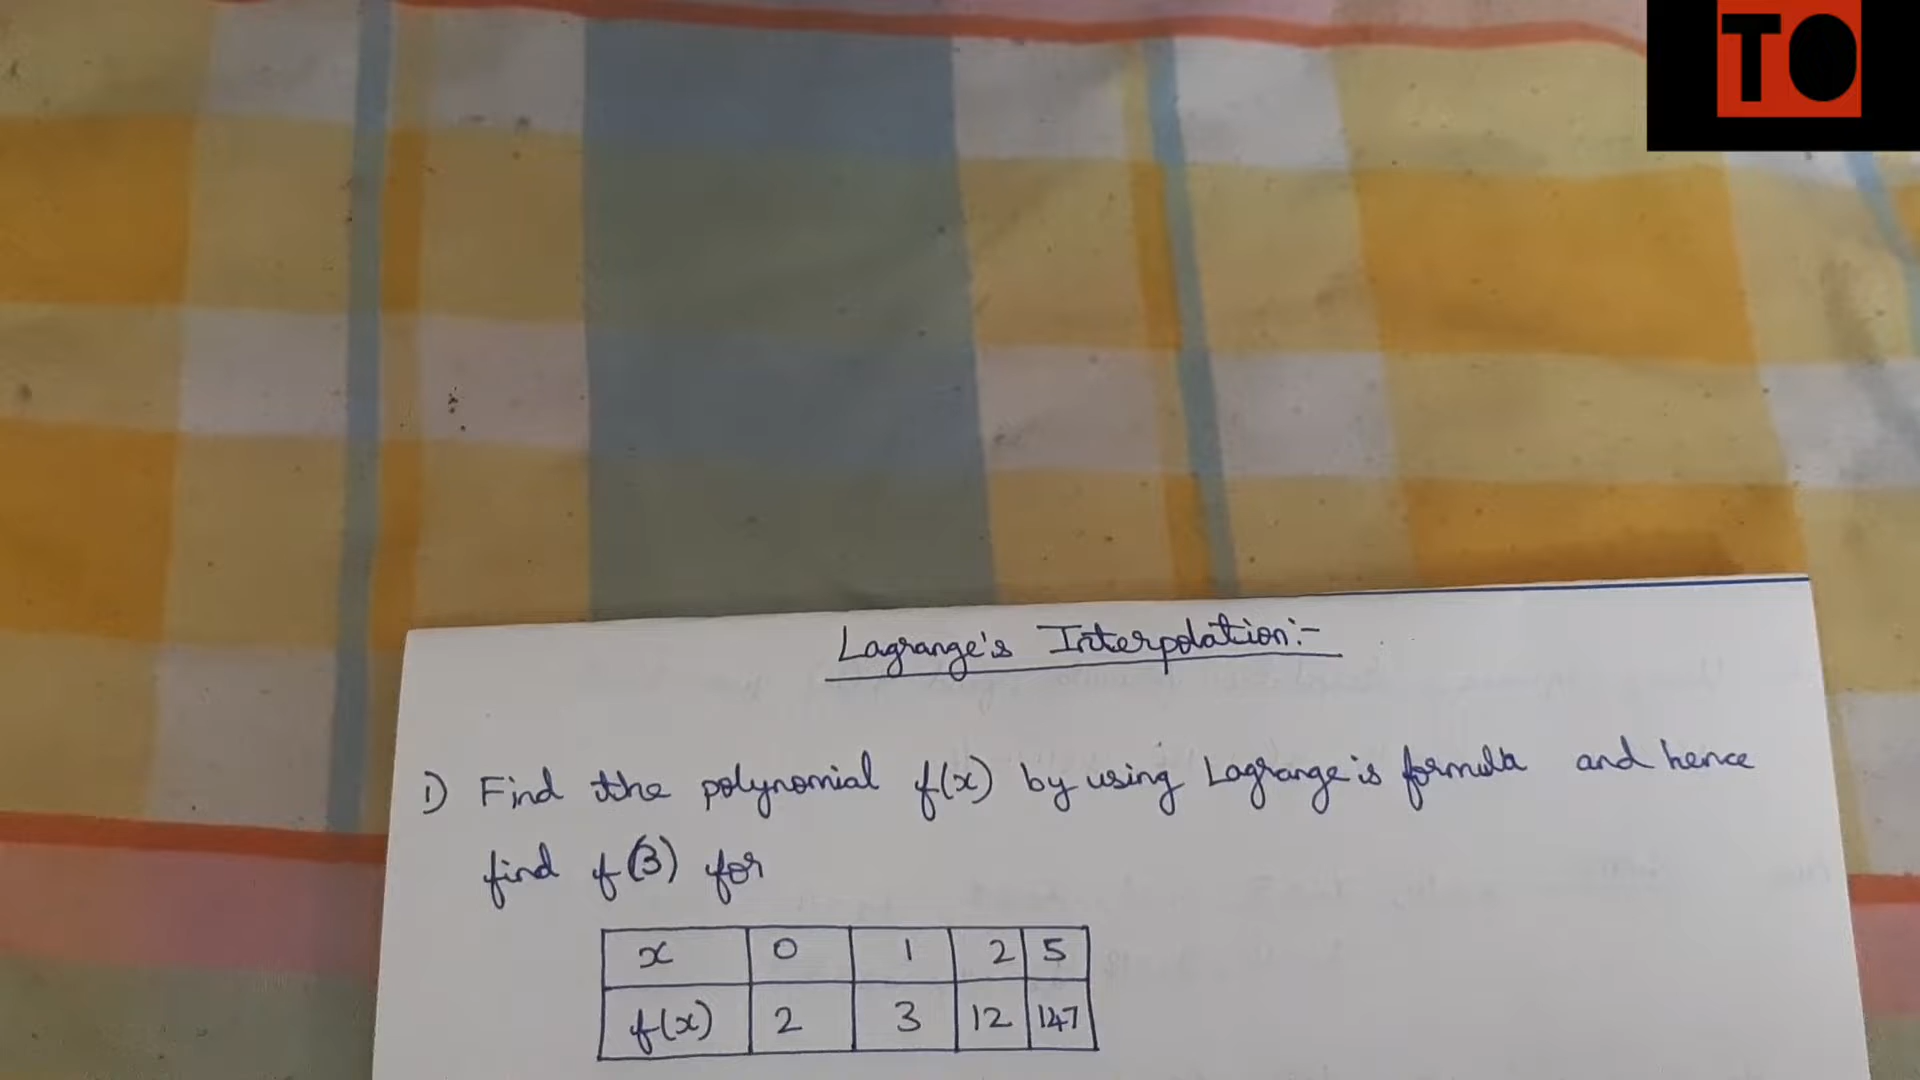 TO
Lagrange's Interpolation:-
1) Find the polynomial f(x) by using Lagrange's formula and hence
find f(3) for
x 0 1 2 5
f(x) 2 3 12 147